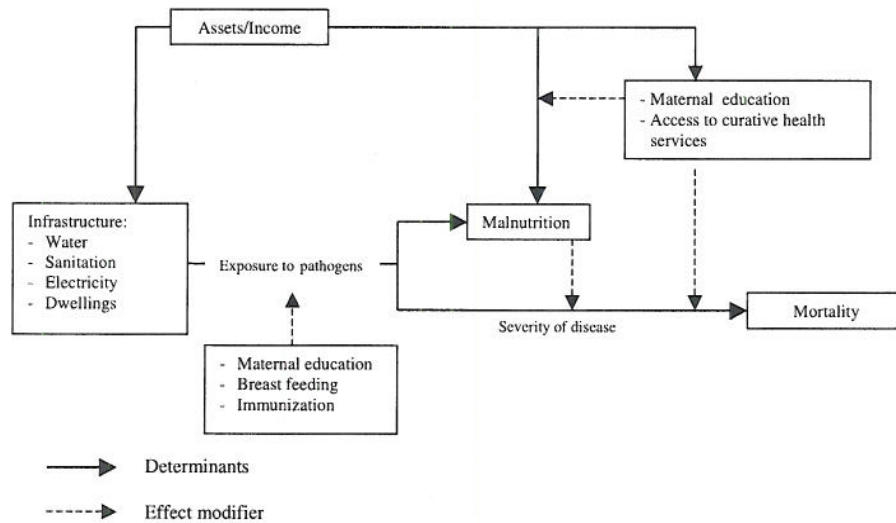 Assets/Income
- Maternal education
- Access to curative health
services
Infrastructure:
- Water
- Sanitation
- Electricity
- Dwellings
Malnutrition
Exposure to pathogens
Severity of disease
Mortality
- Maternal education
- Breast feeding
- Immunization
Determinants
Effect modifier